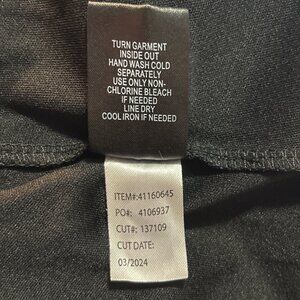 TURN GARMENT
INSIDE OUT
HAND WASH COLD
SEPARATELY
USE ONLY NON-
CHLORINE BLEACH
IF NEEDED
LINE DRY
COOL IRON IF NEEDED
ITEM#:41160645
PO#: 4106937
CUT#: 137109
CUT DATE:
03/2024